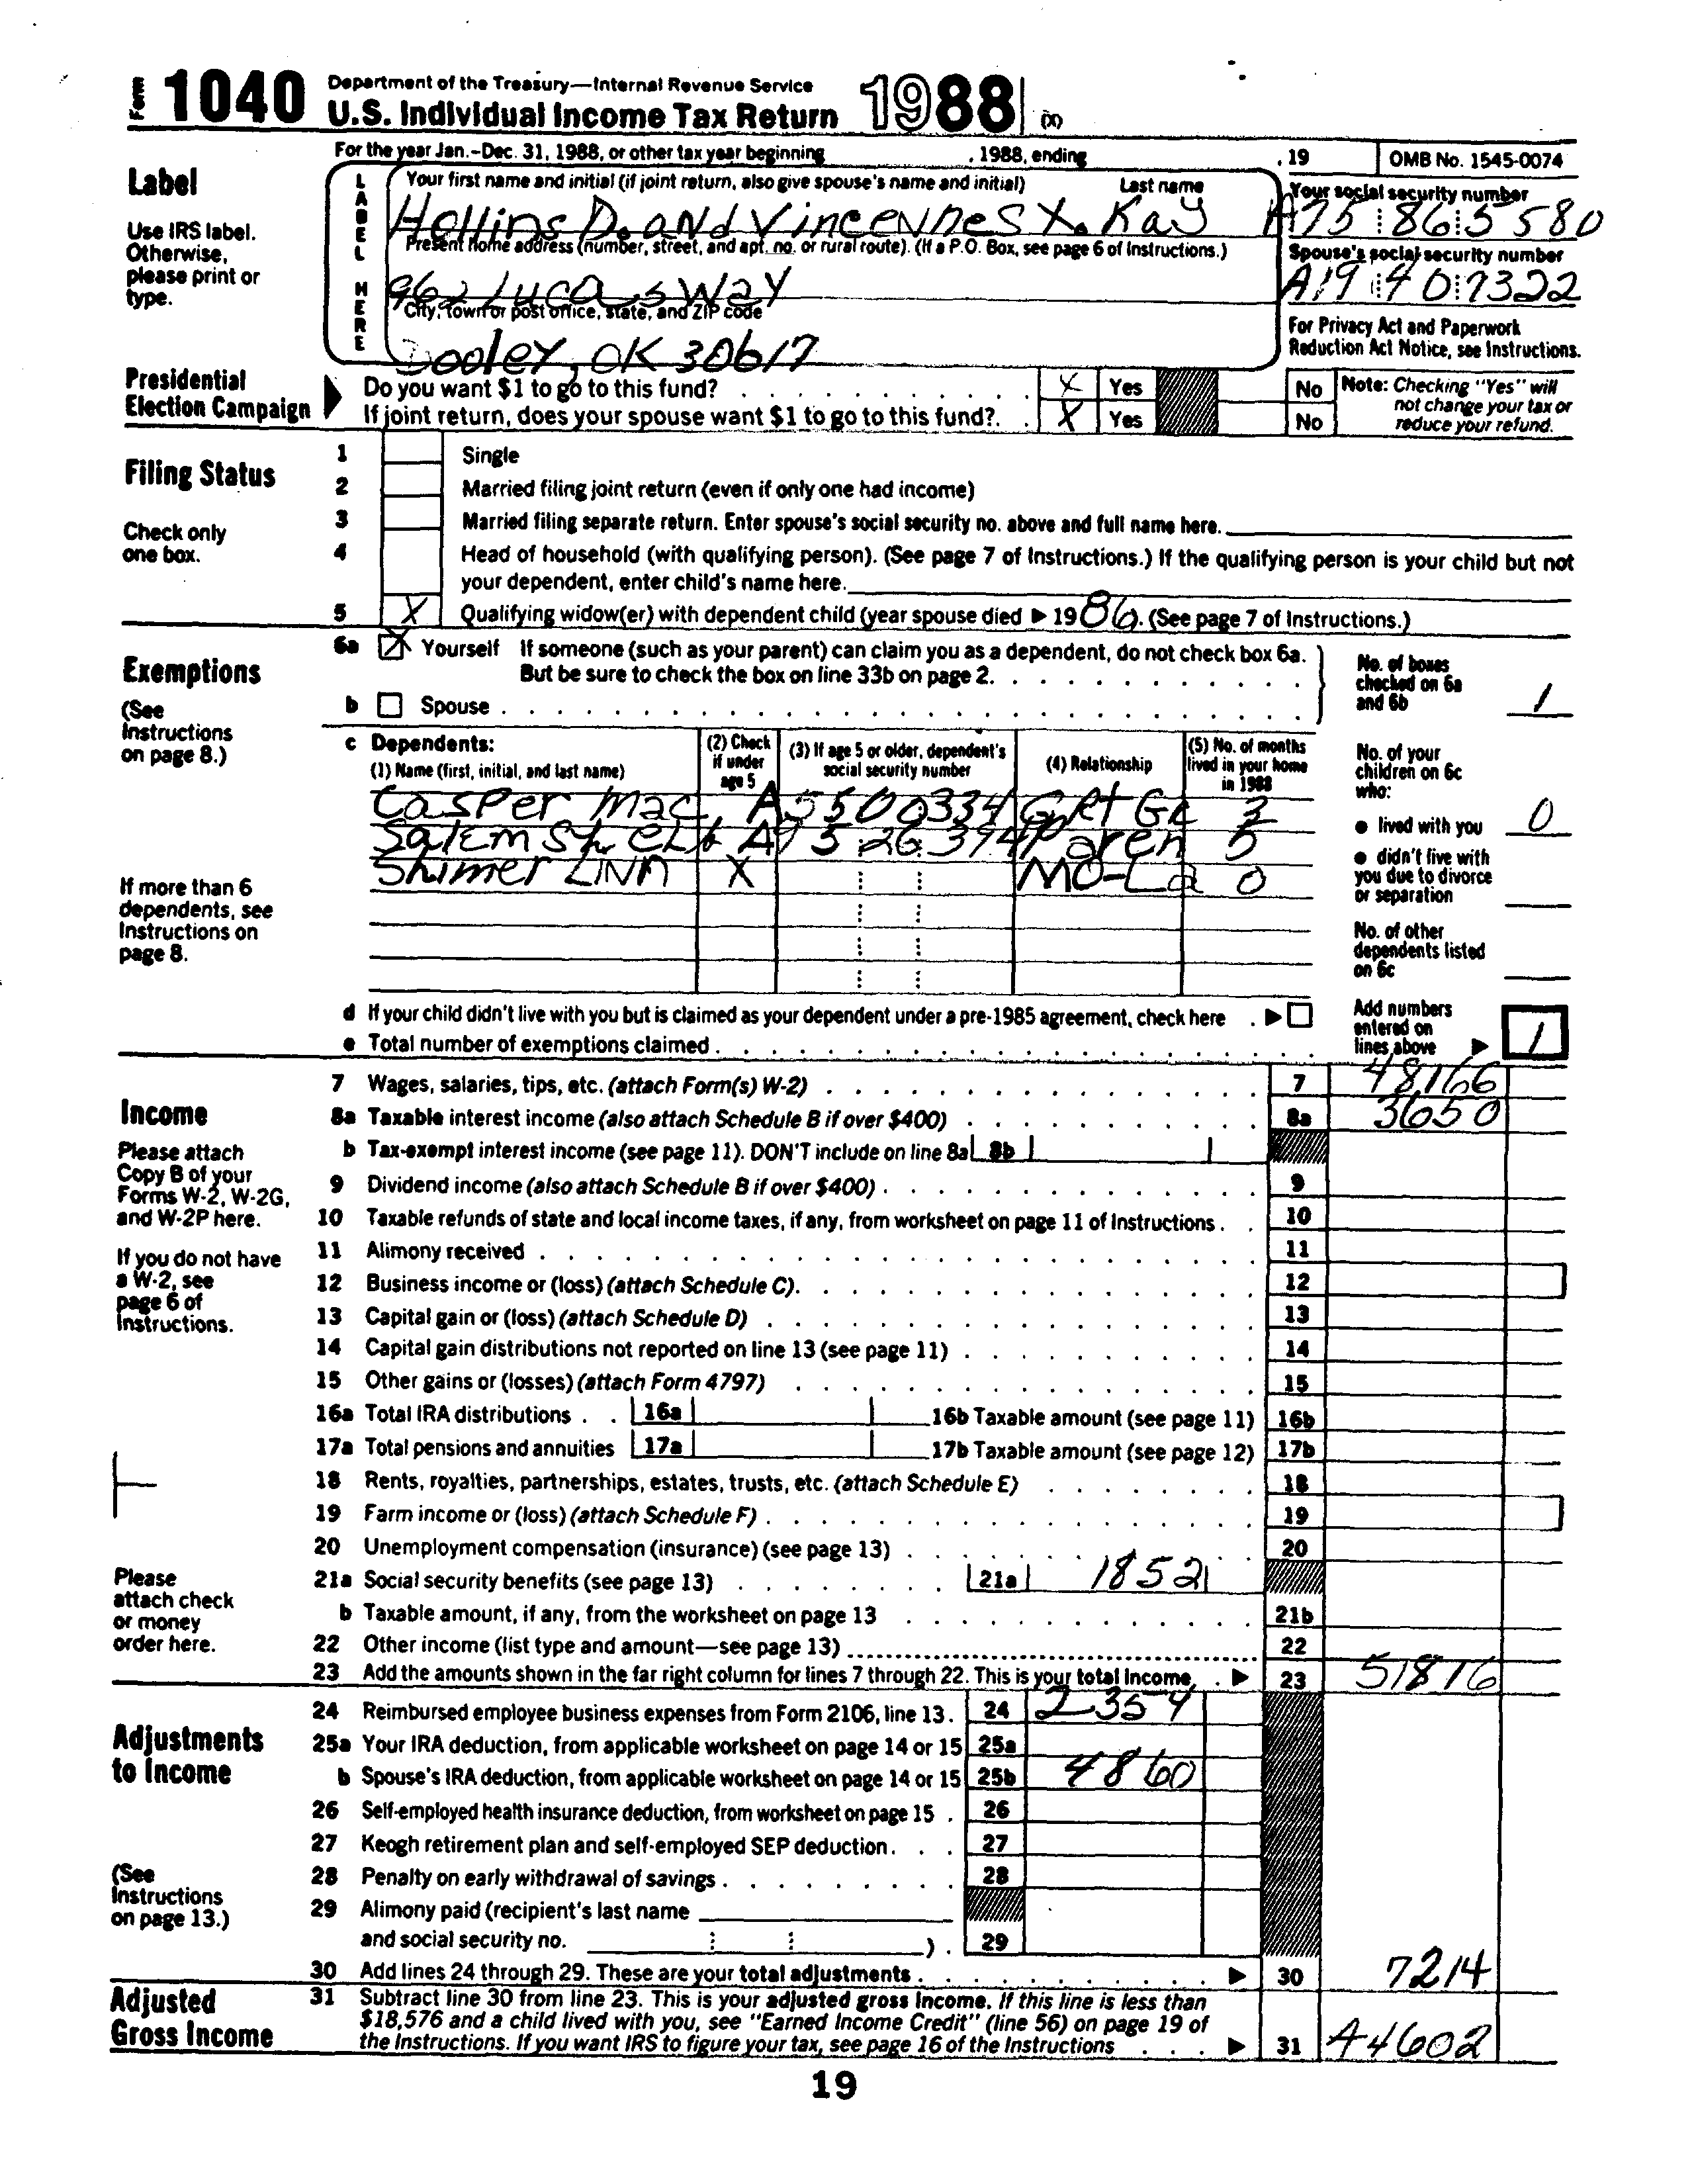 Form 1040 Department of the Treasury—Internal Revenue Service
U.S. Individual Income Tax Return 1988 (X)
For the year Jan.-Dec. 31, 1988, or other tax year beginning , 1988, ending , 19 OMB No. 1545-0074
Label
Use IRS label.
Otherwise,
please print or
type.
LABEL HERE
Your first name and initial (if joint return, also give spouse's name and initial) Last name
Hollins D. and Vincennes X. Kay
Your social security number
A75 86 5580
Present home address (number, street, and apt. no. or rural route). (If a P.O. Box, see page 6 of Instructions.)
962 Lucas Way
Spouse's social security number
A19 40 7322
City, town or post office, state, and ZIP code
Dooley, OK 30617
For Privacy Act and Paperwork
Reduction Act Notice, see Instructions.
Presidential
Election Campaign
Do you want $1 to go to this fund? X Yes No
If joint return, does your spouse want $1 to go to this fund?. X Yes No
Note: Checking "Yes" will
not change your tax or
reduce your refund.
Filing Status
Check only
one box.
1 Single
2 Married filing joint return (even if only one had income)
3 Married filing separate return. Enter spouse's social security no. above and full name here.
4 Head of household (with qualifying person). (See page 7 of Instructions.) If the qualifying person is your child but not
your dependent, enter child's name here.
5 X Qualifying widow(er) with dependent child (year spouse died ▶ 19 86). (See page 7 of Instructions.)
Exemptions
(See
Instructions
on page 8.)
6a X Yourself If someone (such as your parent) can claim you as a dependent, do not check box 6a.
But be sure to check the box on line 33b on page 2.
b Spouse
No. of boxes
checked on 6a
and 6b 1
c Dependents:
(1) Name (first, initial, and last name)
(2) Check
if under
age 5
(3) If age 5 or older, dependent's
social security number
(4) Relationship
(5) No. of months
lived in your home
in 1988
Casper Mac A55 00 334 Grt Gr 3
Salem A95 26 394 Paren 5
Shimer LINN X MO-La 0
If more than 6
dependents, see
Instructions on
page 8.
No. of your
children on 6c
who:
● lived with you 0
● didn't live with
you due to divorce
or separation
No. of other
dependents listed
on 6c
d If your child didn't live with you but is claimed as your dependent under a pre-1985 agreement, check here ▶
e Total number of exemptions claimed
Add numbers
entered on
lines above ▶ 1
Income
Please attach
Copy B of your
Forms W-2, W-2G,
and W-2P here.
If you do not have
a W-2, see
page 6 of
Instructions.
Please
attach check
or money
order here.
7 Wages, salaries, tips, etc. (attach Form(s) W-2) 7 48166
8a Taxable interest income (also attach Schedule B if over $400) 8a 3650
b Tax-exempt interest income (see page 11). DON'T include on line 8a 8b
9 Dividend income (also attach Schedule B if over $400) 9
10 Taxable refunds of state and local income taxes, if any, from worksheet on page 11 of Instructions 10
11 Alimony received 11
12 Business income or (loss) (attach Schedule C). 12
13 Capital gain or (loss) (attach Schedule D) 13
14 Capital gain distributions not reported on line 13 (see page 11) 14
15 Other gains or (losses) (attach Form 4797) 15
16a Total IRA distributions 16a 16b Taxable amount (see page 11) 16b
17a Total pensions and annuities 17a 17b Taxable amount (see page 12) 17b
18 Rents, royalties, partnerships, estates, trusts, etc. (attach Schedule E) 18
19 Farm income or (loss) (attach Schedule F) 19
20 Unemployment compensation (insurance) (see page 13) 20
21a Social security benefits (see page 13) 21a 1852
b Taxable amount, if any, from the worksheet on page 13 21b
22 Other income (list type and amount—see page 13) 22
23 Add the amounts shown in the far right column for lines 7 through 22. This is your total income ▶ 23 51816
Adjustments
to Income
(See
Instructions
on page 13.)
24 Reimbursed employee business expenses from Form 2106, line 13. 24 2354
25a Your IRA deduction, from applicable worksheet on page 14 or 15 25a
b Spouse's IRA deduction, from applicable worksheet on page 14 or 15 25b 4860
26 Self-employed health insurance deduction, from worksheet on page 15 26
27 Keogh retirement plan and self-employed SEP deduction 27
28 Penalty on early withdrawal of savings 28
29 Alimony paid (recipient's last name
and social security no. ) 29
30 Add lines 24 through 29. These are your total adjustments ▶ 30 7214
Adjusted
Gross Income
31 Subtract line 30 from line 23. This is your adjusted gross income. If this line is less than
$18,576 and a child lived with you, see "Earned Income Credit" (line 56) on page 19 of
the Instructions. If you want IRS to figure your tax, see page 16 of the Instructions ▶ 31 44602
19